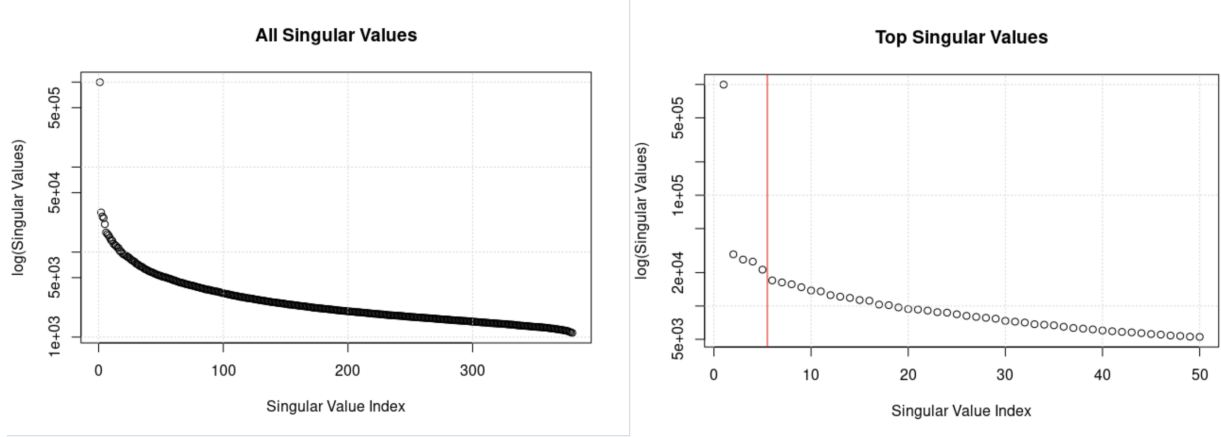 All Singular Values
log(Singular Values)
5e+05
5e+04
5e+03
1e+03
0 100 200 300
Singular Value Index
Top Singular Values
log(Singular Values)
5e+05
1e+05
2e+04
5e+03
0 10 20 30 40 50
Singular Value Index